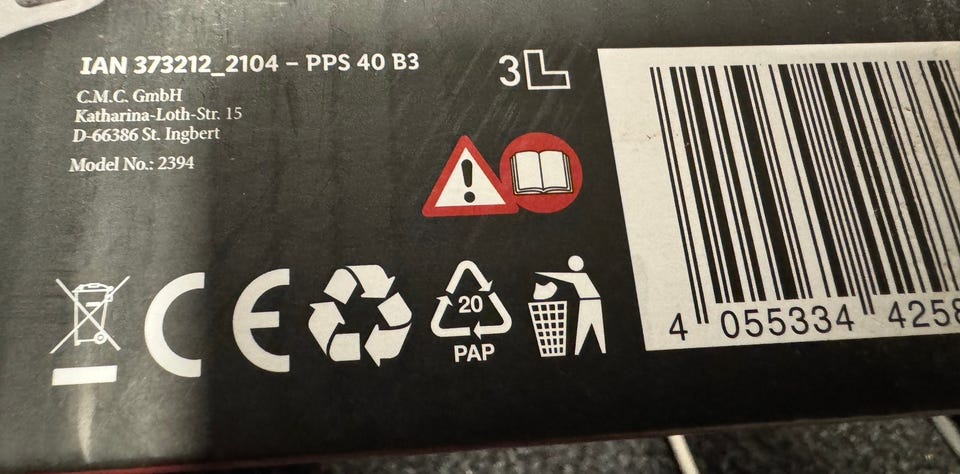 IAN 373212_2104 – PPS 40 B3
C.M.C. GmbH
Katharina-Loth-Str. 15
D-66386 St. Ingbert
Model No.: 2394
3
CE
20
PAP
4 055334 4258